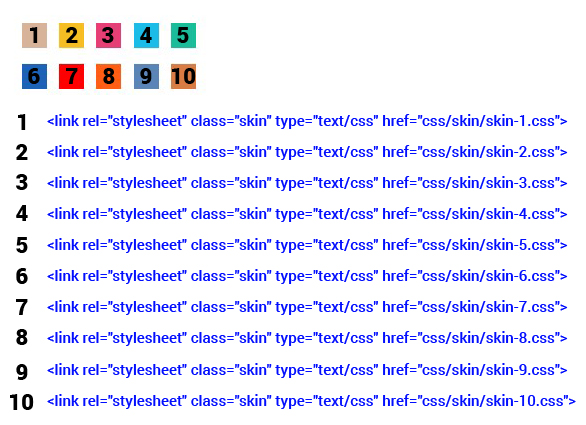 1 2 3 4 5
6 7 8 9 10
1 <link rel="stylesheet" class="skin" type="text/css" href="css/skin/skin-1.css">
2 <link rel="stylesheet" class="skin" type="text/css" href="css/skin/skin-2.css">
3 <link rel="stylesheet" class="skin" type="text/css" href="css/skin/skin-3.css">
4 <link rel="stylesheet" class="skin" type="text/css" href="css/skin/skin-4.css">
5 <link rel="stylesheet" class="skin" type="text/css" href="css/skin/skin-5.css">
6 <link rel="stylesheet" class="skin" type="text/css" href="css/skin/skin-6.css">
7 <link rel="stylesheet" class="skin" type="text/css" href="css/skin/skin-7.css">
8 <link rel="stylesheet" class="skin" type="text/css" href="css/skin/skin-8.css">
9 <link rel="stylesheet" class="skin" type="text/css" href="css/skin/skin-9.css">
10 <link rel="stylesheet" class="skin" type="text/css" href="css/skin/skin-10.css">